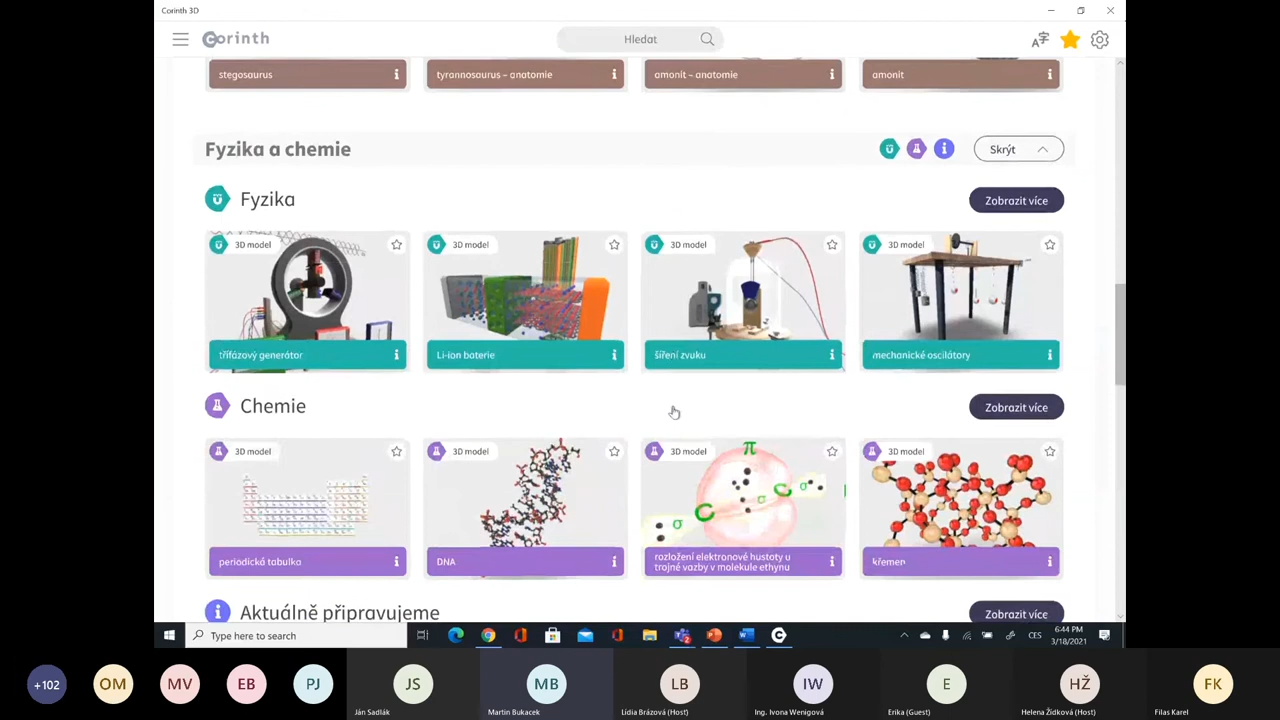 Corinth 3D
corinth
Hledat
stegosaurus
tyrannosaurus – anatomie
amonit – anatomie
amonit
Fyzika a chemie
Skrýt
Fyzika
Zobrazit více
3D model
3D model
3D model
3D model
třífázový generátor
Li-ion baterie
šíření zvuku
mechanické oscilátory
Chemie
Zobrazit více
3D model
3D model
3D model
3D model
π
σ
C
σ
C
σ
periodická tabulka
DNA
rozložení elektronové hustoty u
trojné vazby v molekule ethynu
křemen
Aktuálně připravujeme
Zobrazit více
Type here to search
CES
6:44 PM
3/18/2021
+102
OM
MV
EB
PJ
JS
MB
LB
IW
E
HŽ
FK
Ján Sadlák
Martin Bukacek
Lídia Brázová (Host)
Ing. Ivona Wenigová
Erika (Guest)
Helena Žídková (Host)
Filas Karel